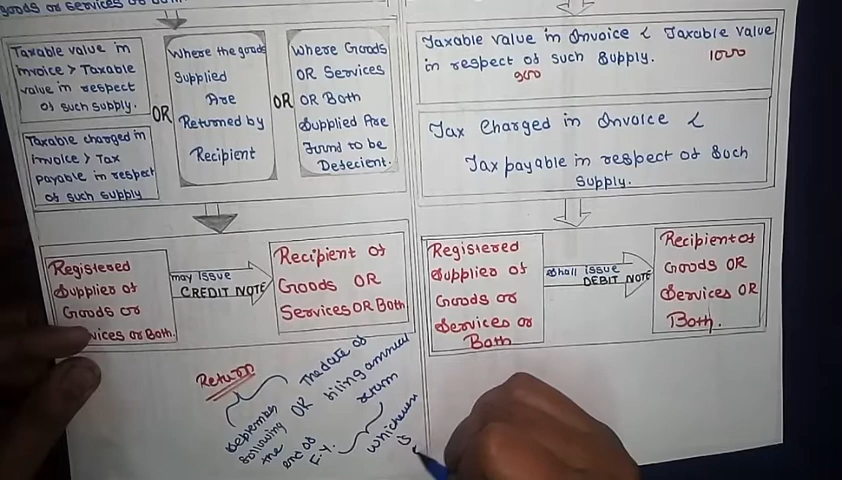 goods or services or both
Taxable value in
Invoice > Taxable
value in respect
of such supply.
OR
Where the goods
Supplied
Are
Returned by
Recipient
OR
Where Goods
OR Services
OR Both
Supplied Are
Found to be
Defecient.
Taxable charged in
Invoice > Tax
payable in respect
of such supply
Registered
Supplies of
Goods or
vices or Both.
may issue
CREDIT NOTE
Recipient of
Goods OR
Services OR Both
Return
September
following
the
end of
F.Y.
OR
The date of
filing annual
return
whichever
is
Taxable value in Invoice < Taxable value
in respect of such Supply.
900
1000
Tax Charged in Invoice <
Tax payable in respect of such
supply.
Registered
Supplies of
Goods or
Services or
Both
Shall issue
DEBIT NOTE
Recipient of
Goods OR
Services OR
Both.